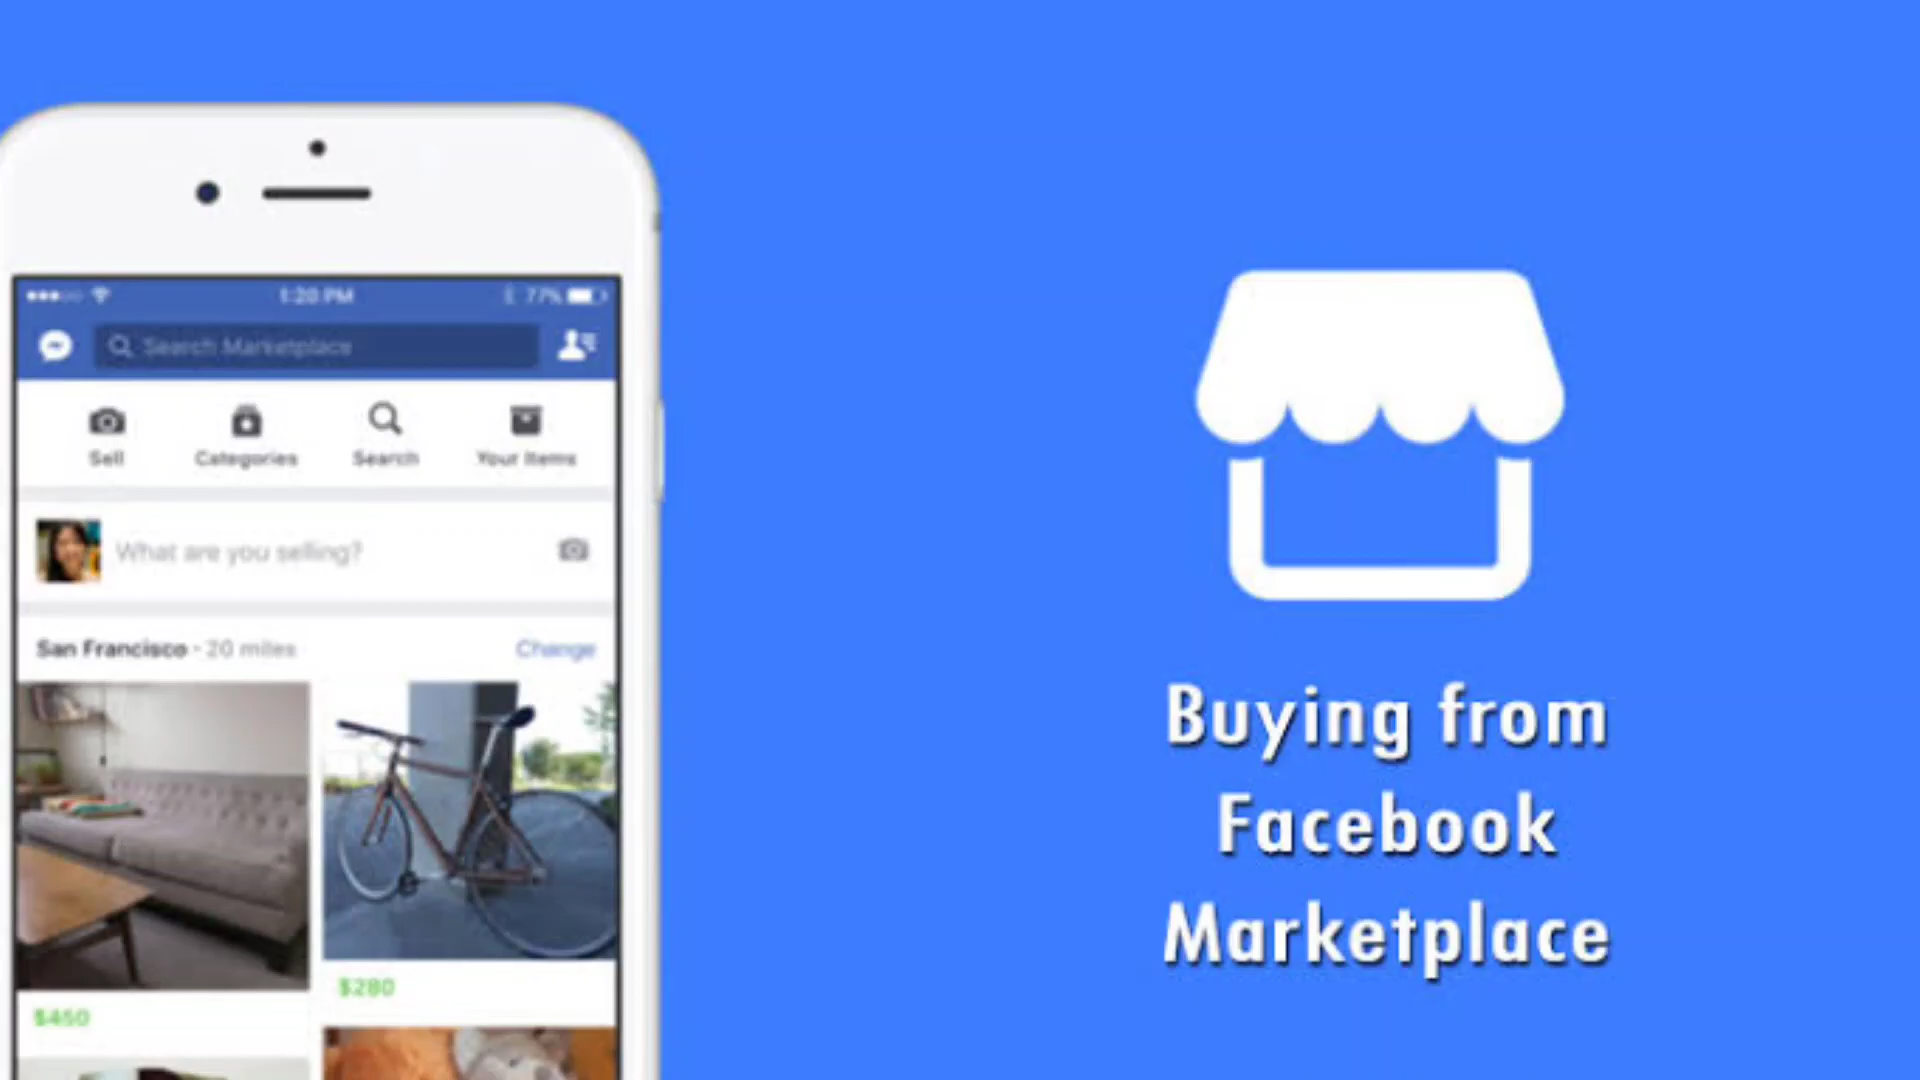 1:20 PM
77%
Search Marketplace
Sell
Categories
Search
Your Items
What are you selling?
San Francisco · 20 miles
Change
$450
$280
Buying from
Facebook
Marketplace